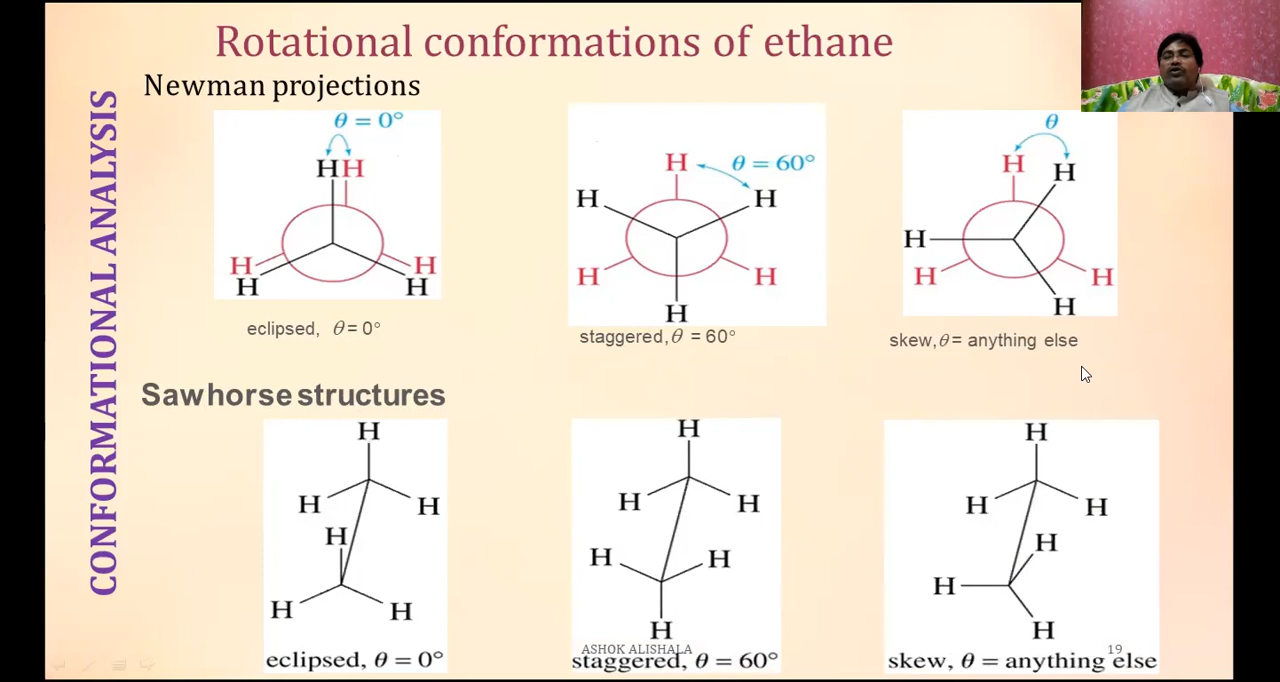 Rotational conformations of ethane
Newman projections
CONFORMATIONAL ANALYSIS
θ = 0°
H H
H H
H H
H θ = 60°
H H
H H
H
θ
H H
H
H H
H
eclipsed, θ = 0°
staggered, θ = 60°
skew, θ = anything else
Sawhorse structures
H
H H
H
H H
eclipsed, θ = 0°
H
H H
H H
H
ASHOK ALISHALA
staggered, θ = 60°
H
H H
H
H
H
19
skew, θ = anything else